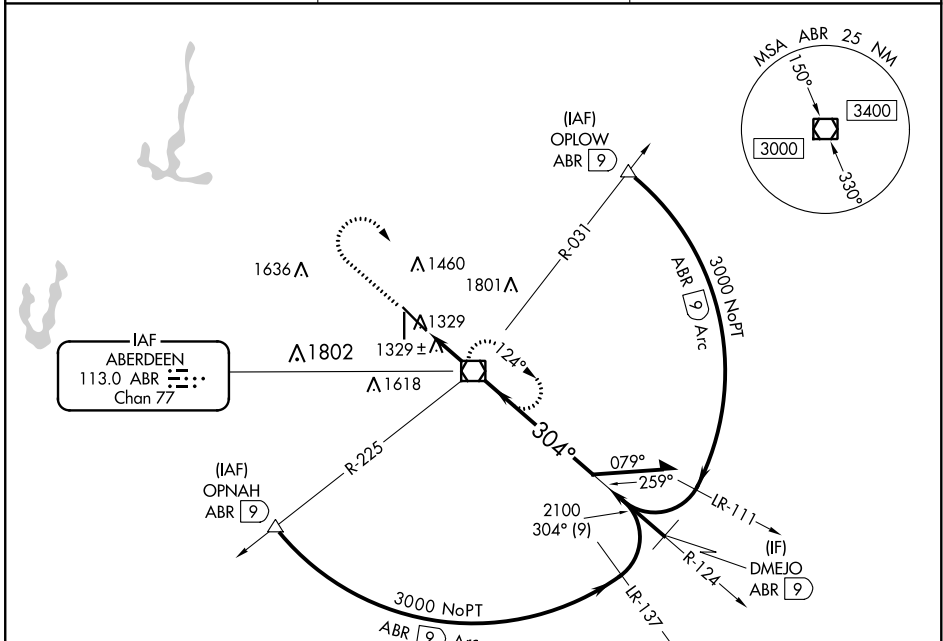 MSA ABR 25 NM
150°
3400
3000
330°
(IAF)
OPLOW
ABR 9
R-031
3000 NoPT
ABR 9 Arc
1636
1460
1801
1329
1329 ±
1802
1618
124°
IAF
ABERDEEN
113.0 ABR
Chan 77
304°
R-225
(IAF)
OPNAH
ABR 9
079°
259°
LR-111
2100
304° (9)
(IF)
DMEJO
ABR 9
R-124
LR-137
3000 NoPT
ABR 9 Arc